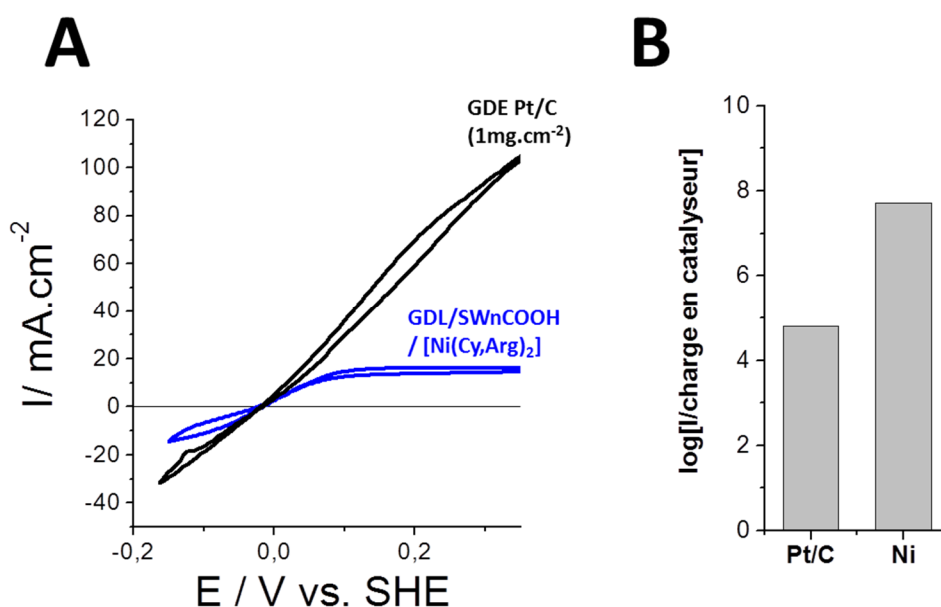 A
B
GDE Pt/C
(1mg.cm⁻²)
GDL/SWnCOOH
/ [Ni(Cy,Arg)₂]
120
100
80
60
40
20
0
-20
-40
-0,2
0,0
0,2
I/ mA.cm⁻²
E / V vs. SHE
10
8
6
4
2
0
log[I/charge en catalyseur]
Pt/C
Ni